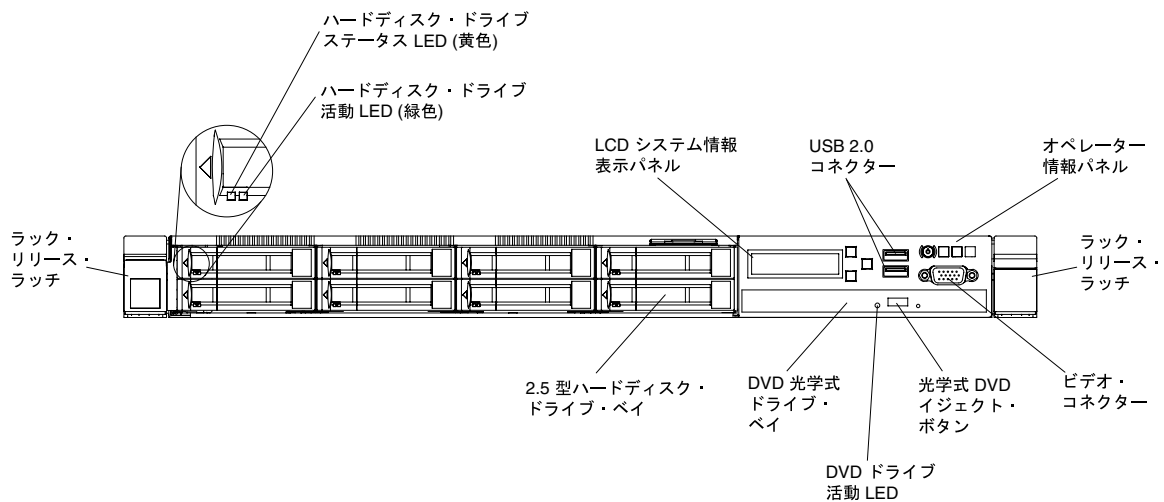 ハードディスク・ドライブ
ステータス LED (黄色)
ハードディスク・ドライブ
活動 LED (緑色)
LCD システム情報
表示パネル
USB 2.0
コネクター
オペレーター
情報パネル
ラック・
リリース・
ラッチ
ラック・
リリース・
ラッチ
2.5 型ハードディスク・
ドライブ・ベイ
DVD 光学式
ドライブ・
ベイ
光学式 DVD
イジェクト・
ボタン
ビデオ・
コネクター
DVD ドライブ
活動 LED